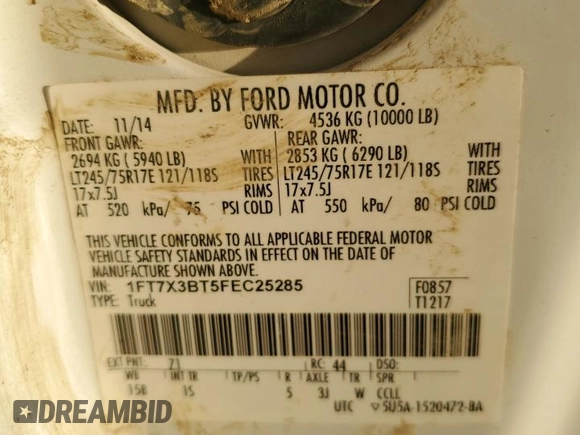 MFD. BY FORD MOTOR CO.
DATE: 11/14 GVWR: 4536 KG (10000 LB)
FRONT GAWR: REAR GAWR:
2694 KG ( 5940 LB) WITH 2853 KG ( 6290 LB) WITH
LT245/75R17E 121/118S TIRES LT245/75R17E 121/118S TIRES
17x7.5J RIMS 17x7.5J RIMS
AT 520 kPa/ 75 PSI COLD AT 550 kPa/ 80 PSI COLD
THIS VEHICLE CONFORMS TO ALL APPLICABLE FEDERAL MOTOR
VEHICLE SAFETY STANDARDS IN EFFECT ON THE DATE OF
MANUFACTURE SHOWN ABOVE.
VIN: 1FT7X3BT5FEC25285 F0857
TYPE: Truck T1217
EXT PNT: 71 RC: 44 DSO:
WB INT TR TP/PS R AXLE TR SPR
158 1S 5 3J W CCLL
UTC 5U5A-1520472-BA
DREAMBID